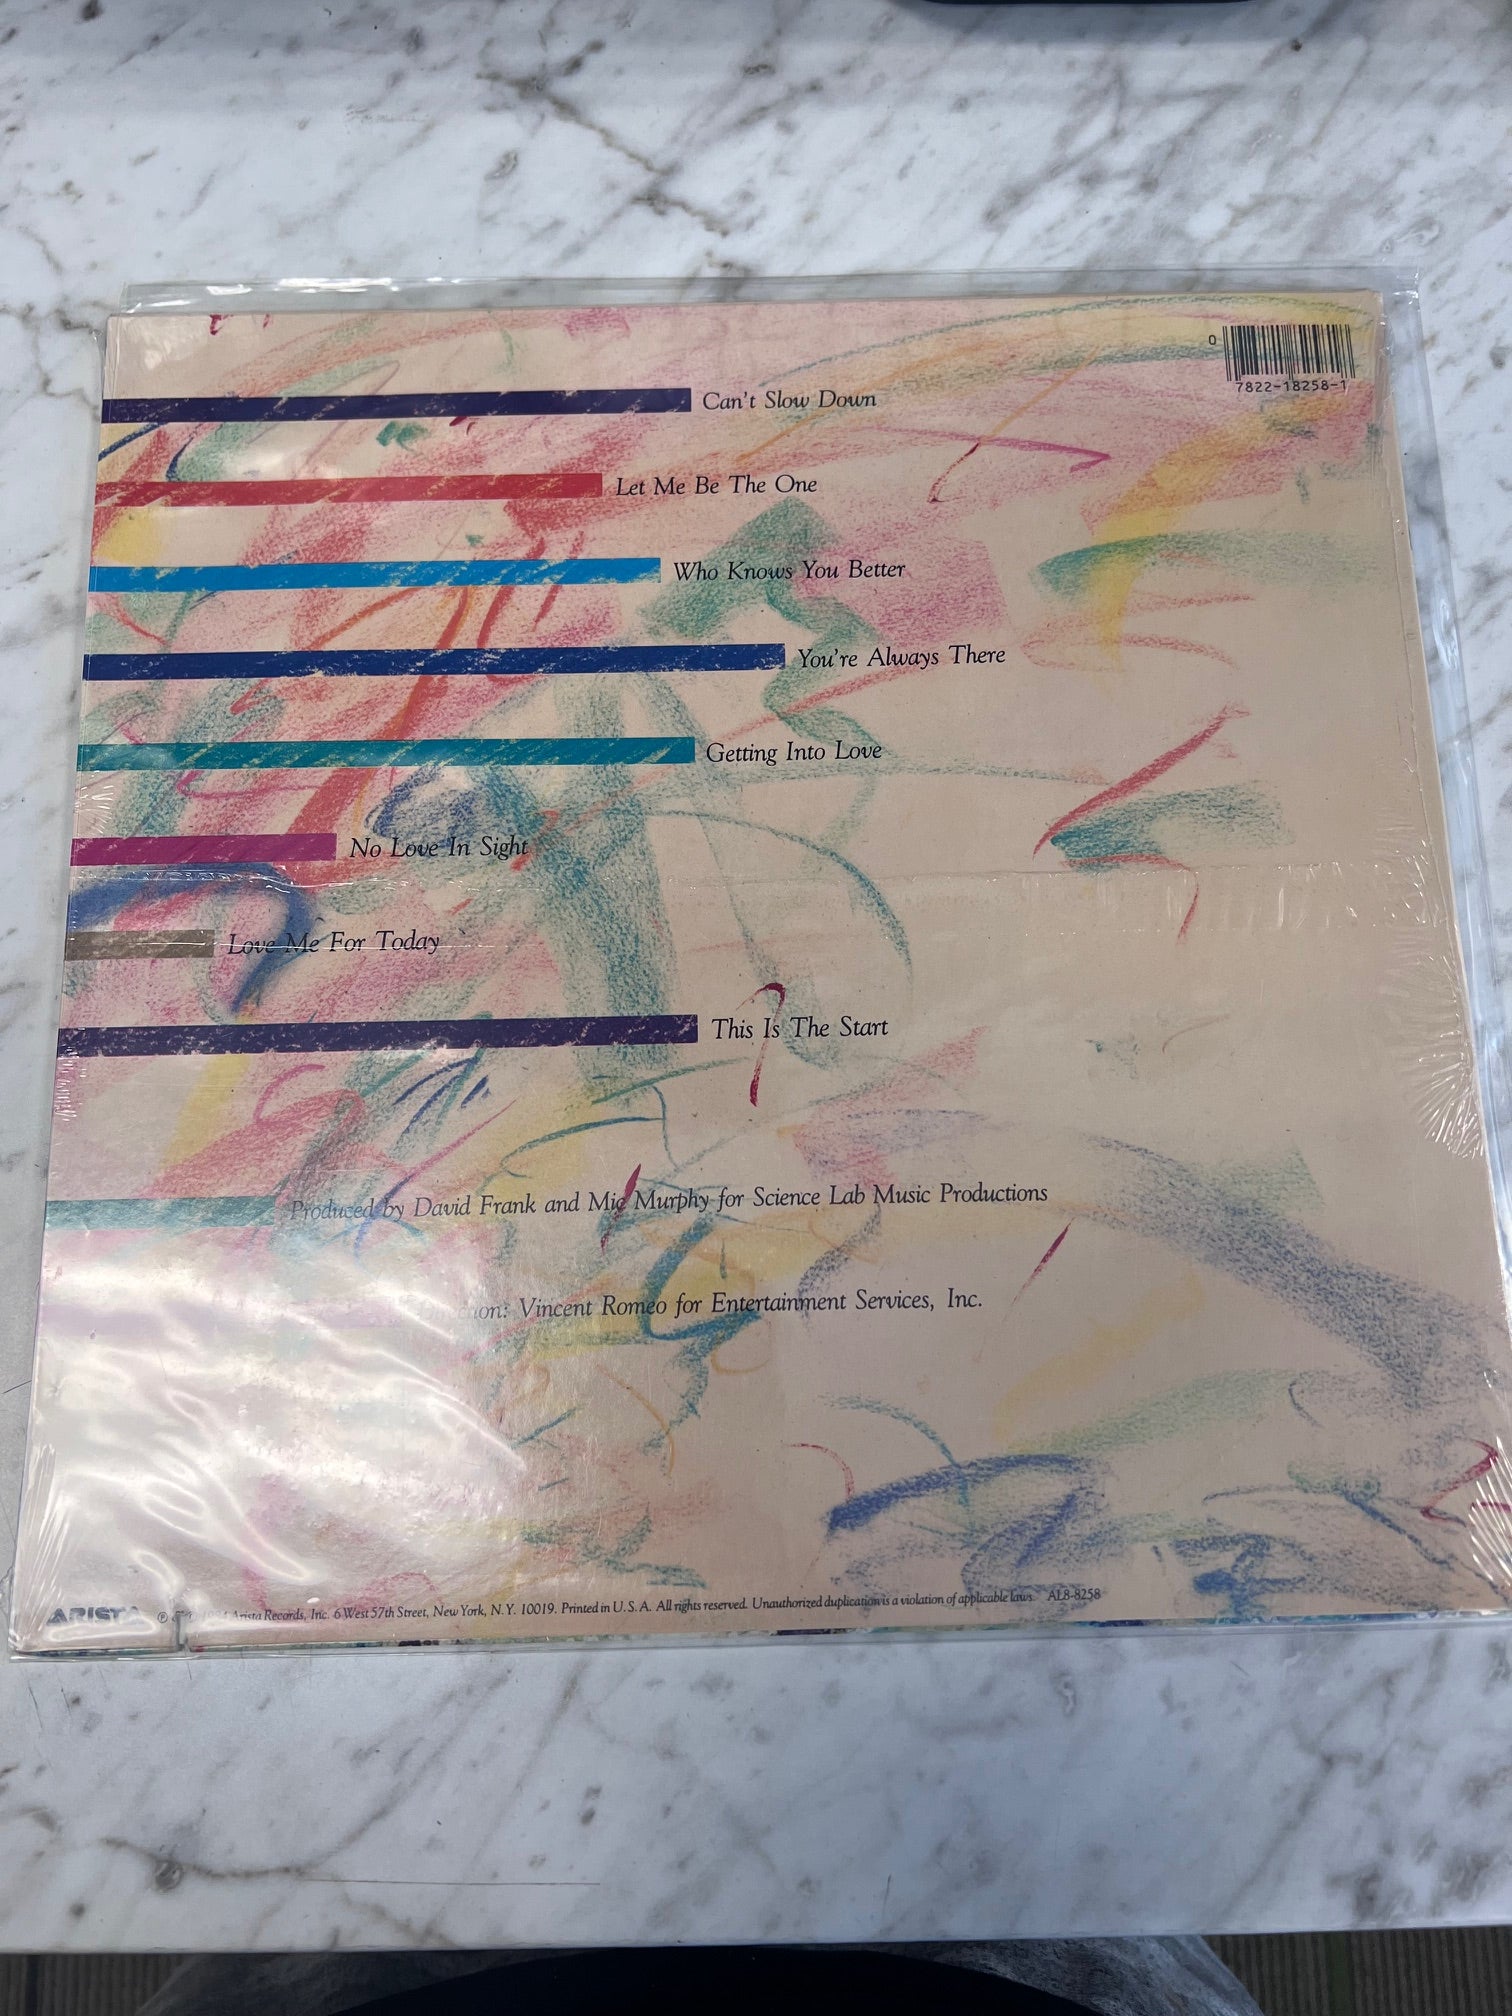 0
7822-18258-1
Can't Slow Down
Let Me Be The One
Who Knows You Better
You're Always There
Getting Into Love
No Love In Sight
Love Me For Today
This Is The Start
Produced by David Frank and Mic Murphy for Science Lab Music Productions
Vincent Romeo for Entertainment Services, Inc.
ARISTA ℗ 1984 Arista Records, Inc. 6 West 57th Street, New York, N.Y. 10019. Printed in U.S.A. All rights reserved. Unauthorized duplication is a violation of applicable laws. AL8-8258